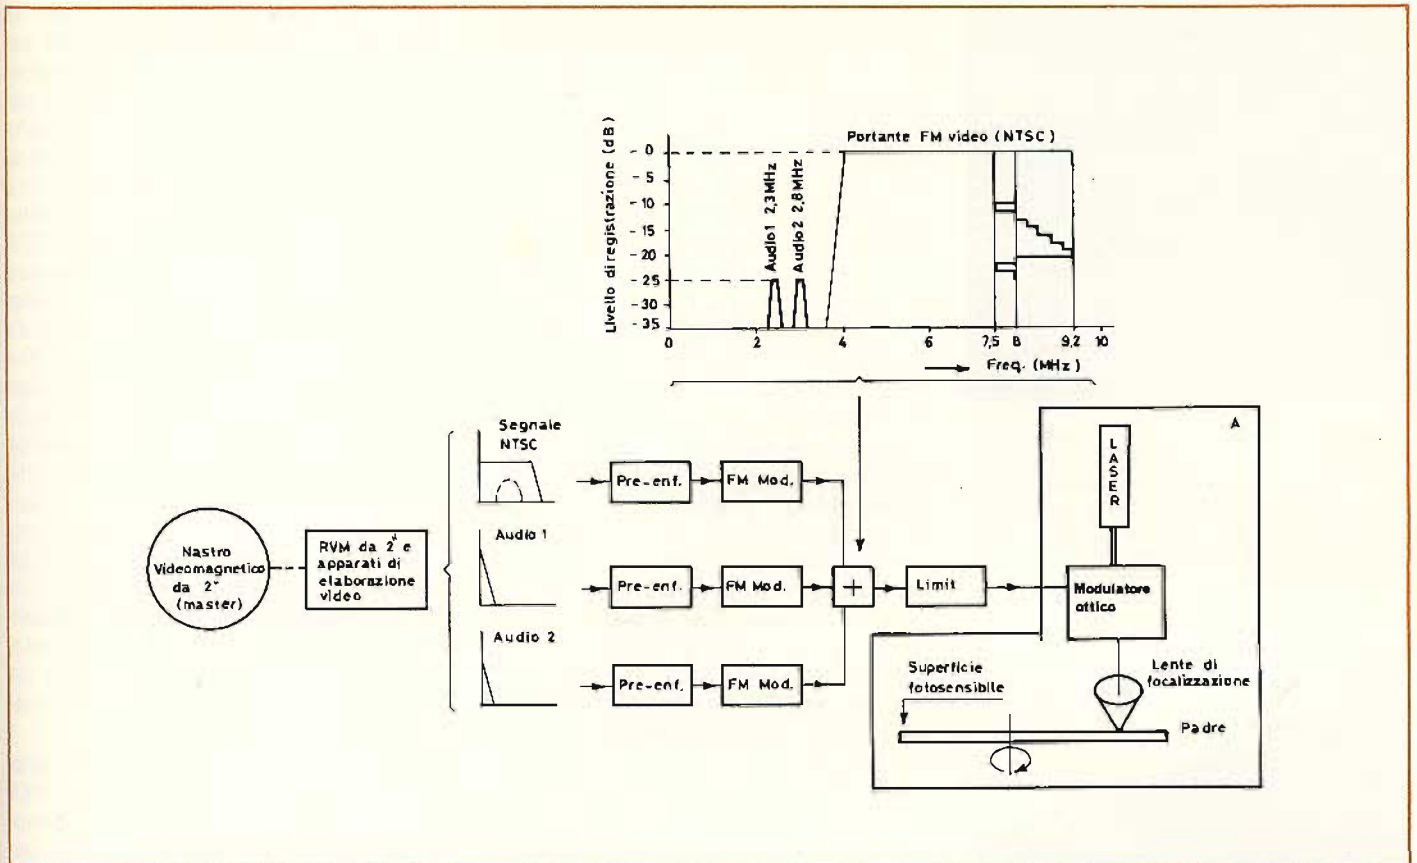 Portante FM video (NTSC)
Livello di registrazione (dB)
- 0
- 5
- 10
- 15
- 20
- 25
- 30
- 35
Audio1 2,3MHz
Audio2 2,8MHz
0 2 4 6 7,5 8 9,2 10
Freq. (MHz)
Segnale
NTSC
Pre-enf.
FM Mod.
A
LASER
Nastro
Videomagnetico
da 2"
(master)
RVM da 2" e
apparati di
elaborazione
video
Audio 1
Pre-enf.
FM Mod.
+
Limit
Modulatore
ottico
Audio 2
Pre-enf.
FM Mod.
Superficie
fotosensibile
Lente di
focalizzazione
Padre